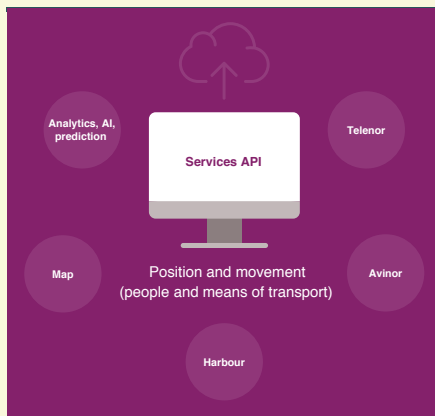 Analytics, AI,
prediction
Telenor
Services API
Map
Position and movement
(people and means of transport)
Avinor
Harbour